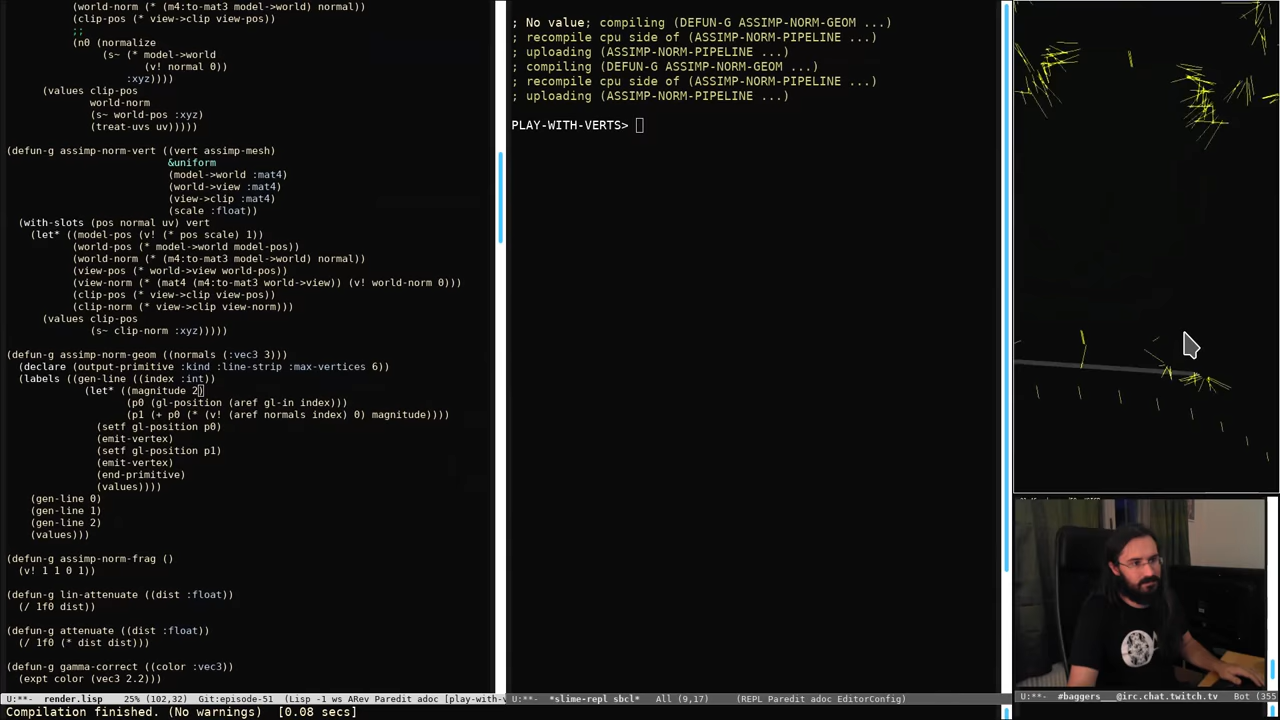 (world-norm (* (m4:to-mat3 model->world) normal))
(clip-pos (* view->clip view-pos))
;;
(n0 (normalize
(s~ (* model->world
(v! normal 0))
:xyz))))
(values clip-pos
world-norm
(s~ world-pos :xyz)
(treat-uvs uv)))))
(defun-g assimp-norm-vert ((vert assimp-mesh)
&uniform
(model->world :mat4)
(world->view :mat4)
(view->clip :mat4)
(scale :float))
(with-slots (pos normal uv) vert
(let* ((model-pos (v! (* pos scale) 1))
(world-pos (* model->world model-pos))
(world-norm (* (m4:to-mat3 model->world) normal))
(view-pos (* world->view world-pos))
(view-norm (* (mat4 (m4:to-mat3 world->view)) (v! world-norm 0)))
(clip-pos (* view->clip view-pos))
(clip-norm (* view->clip view-norm)))
(values clip-pos
(s~ clip-norm :xyz)))))
(defun-g assimp-norm-geom ((normals (:vec3 3)))
(declare (output-primitive :kind :line-strip :max-vertices 6))
(labels ((gen-line ((index :int))
(let* ((magnitude 2)
(p0 (gl-position (aref gl-in index)))
(p1 (+ p0 (* (v! (aref normals index) 0) magnitude))))
(setf gl-position p0)
(emit-vertex)
(setf gl-position p1)
(emit-vertex)
(end-primitive)
(values))))
(gen-line 0)
(gen-line 1)
(gen-line 2)
(values)))
(defun-g assimp-norm-frag ()
(v! 1 1 0 1))
(defun-g lin-attenuate ((dist :float))
(/ 1f0 dist))
(defun-g attenuate ((dist :float))
(/ 1f0 (* dist dist)))
(defun-g gamma-correct ((color :vec3))
(expt color (vec3 2.2)))
U:**- render.lisp 25% (102,32) Git:episode-51 (Lisp -1 ws ARev Paredit adoc [play-with-v
Compilation finished. (No warnings) [0.08 secs]
; No value; compiling (DEFUN-G ASSIMP-NORM-GEOM ...)
; recompile cpu side of (ASSIMP-NORM-PIPELINE ...)
; uploading (ASSIMP-NORM-PIPELINE ...)
; compiling (DEFUN-G ASSIMP-NORM-GEOM ...)
; recompile cpu side of (ASSIMP-NORM-PIPELINE ...)
; uploading (ASSIMP-NORM-PIPELINE ...)
PLAY-WITH-VERTS>
U:**- *slime-repl sbcl* All (9,17) (REPL Paredit adoc EditorConfig)
U:**- #baggers___@irc.chat.twitch.tv Bot (355